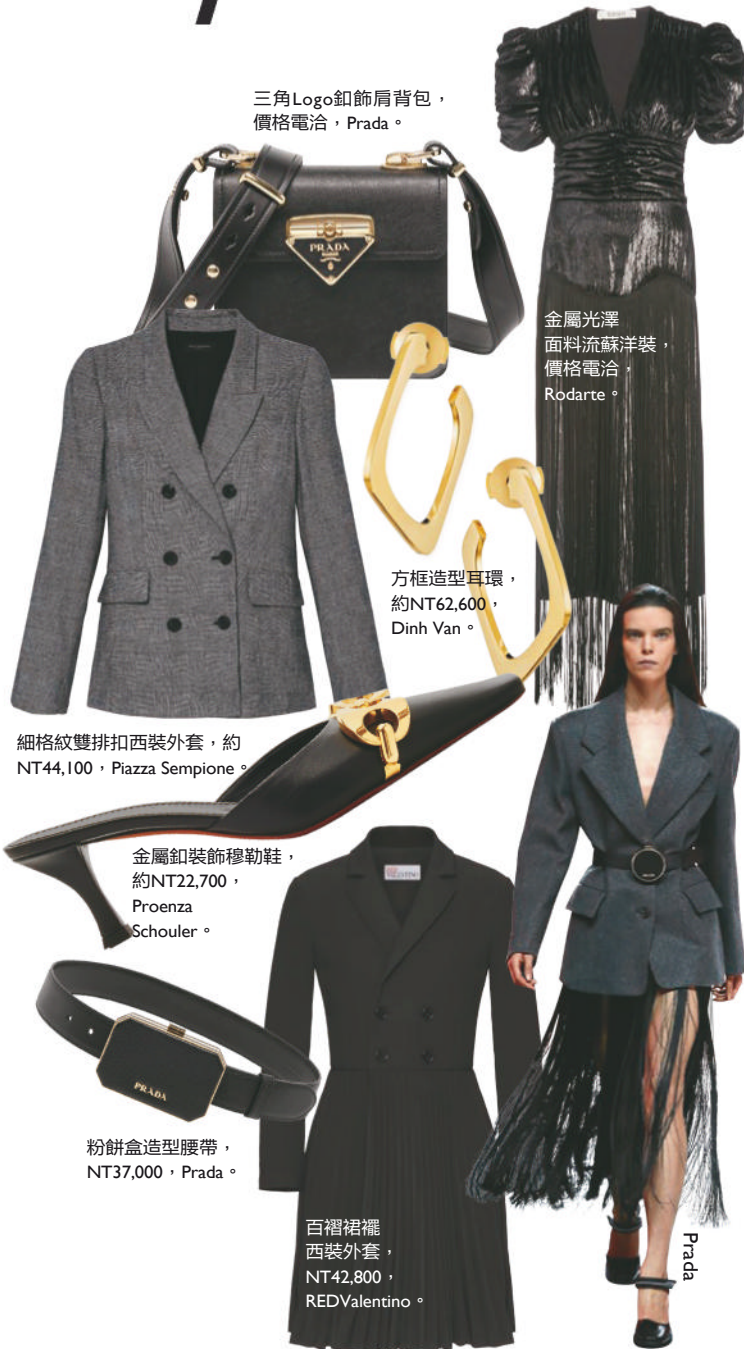 三角Logo釦飾肩背包，
價格電洽，Prada。
PRADA
金屬光澤
面料流蘇洋裝，
價格電洽，
Rodarte。
方框造型耳環，
約NT62,600，
Dinh Van。
細格紋雙排扣西裝外套，約
NT44,100，Piazza Sempione。
金屬釦裝飾穆勒鞋，
約NT22,700，
Proenza
Schouler。
PRADA
粉餅盒造型腰帶，
NT37,000，Prada。
百褶裙襬
西裝外套，
NT42,800，
REDValentino。
Prada